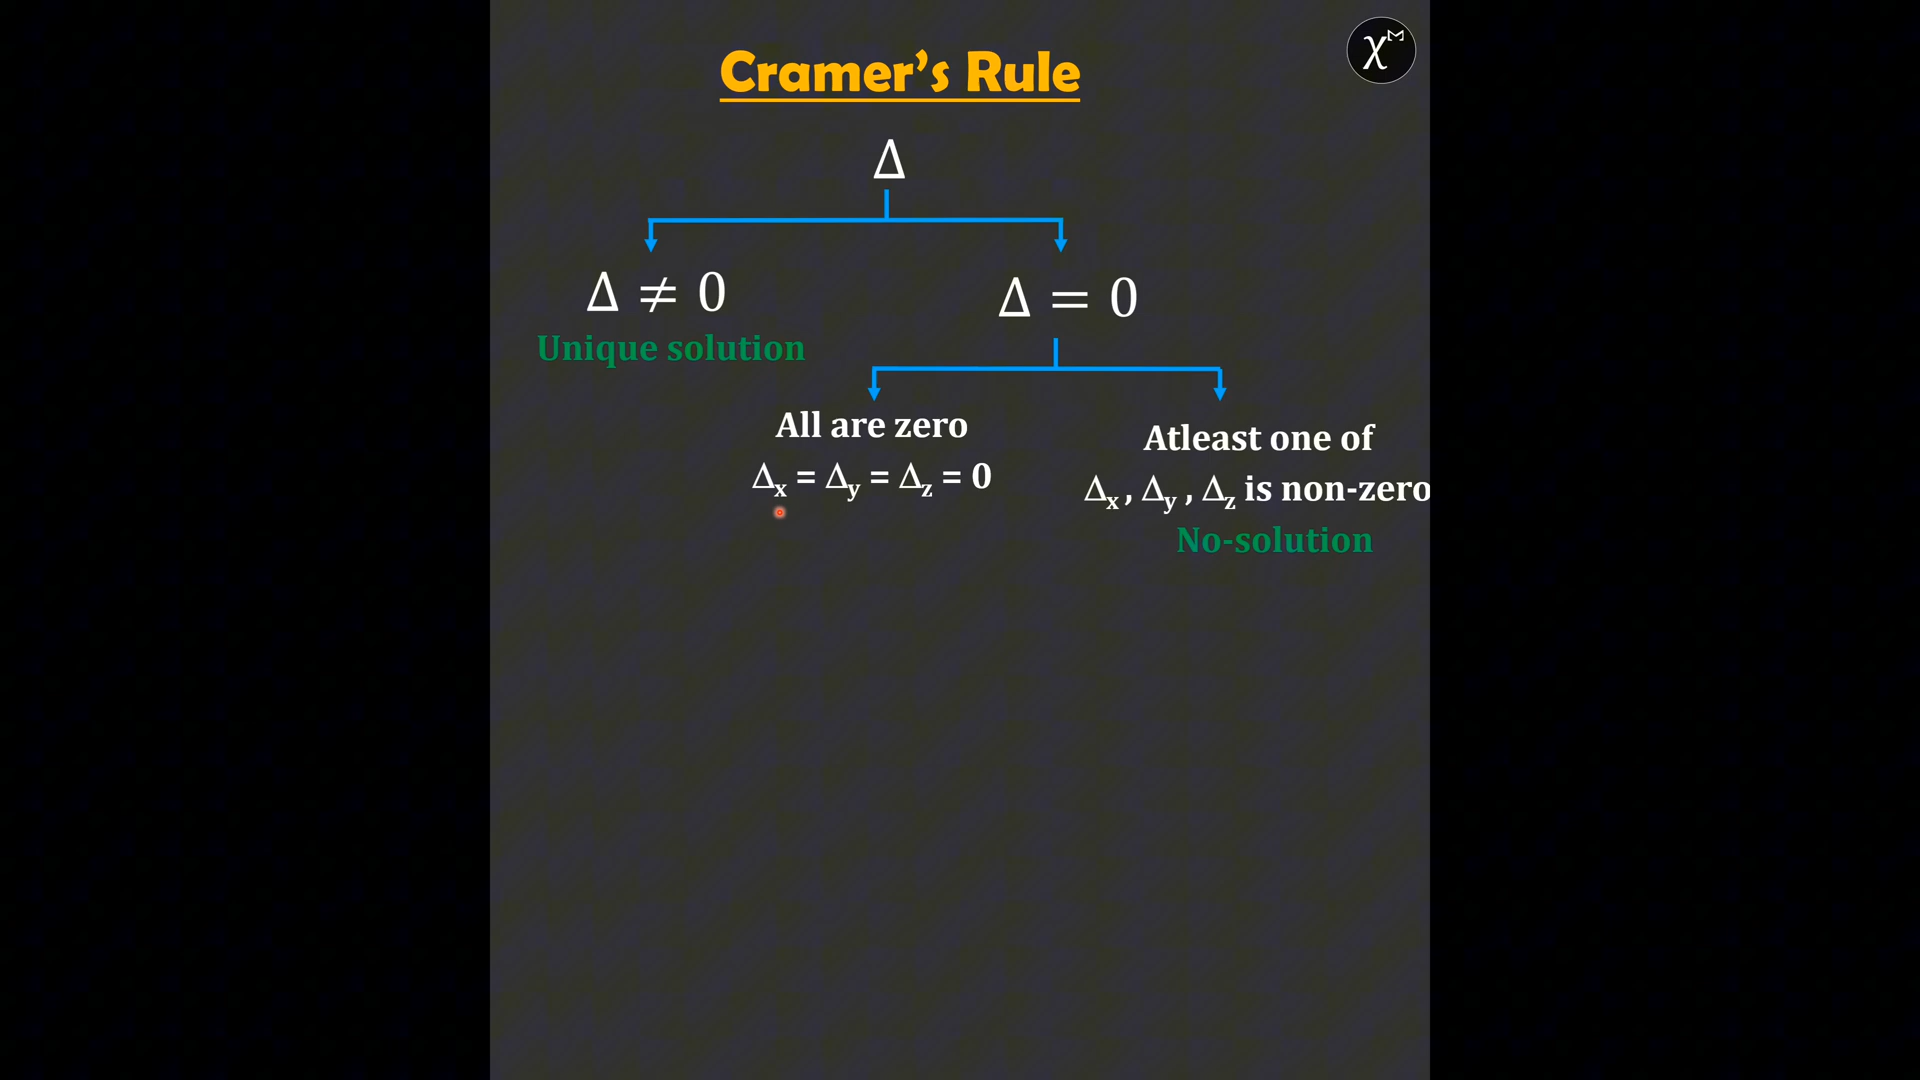 Cramer's Rule
χᴹ
Δ
Δ ≠ 0
Δ = 0
Unique solution
All are zero
Δx = Δy = Δz = 0
Atleast one of
Δx , Δy , Δz is non-zero
No-solution